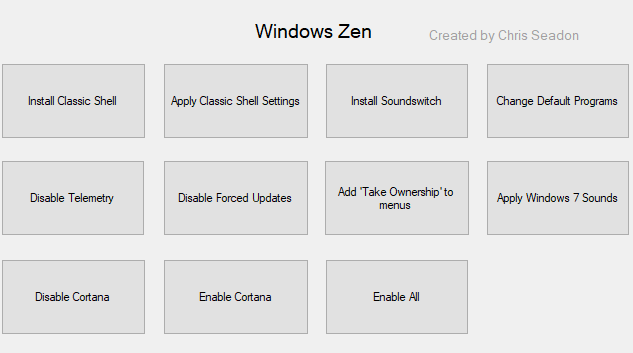 Windows Zen
Created by Chris Seadon
Install Classic Shell
Apply Classic Shell Settings
Install Soundswitch
Change Default Programs
Disable Telemetry
Disable Forced Updates
Add 'Take Ownership' to
menus
Apply Windows 7 Sounds
Disable Cortana
Enable Cortana
Enable All